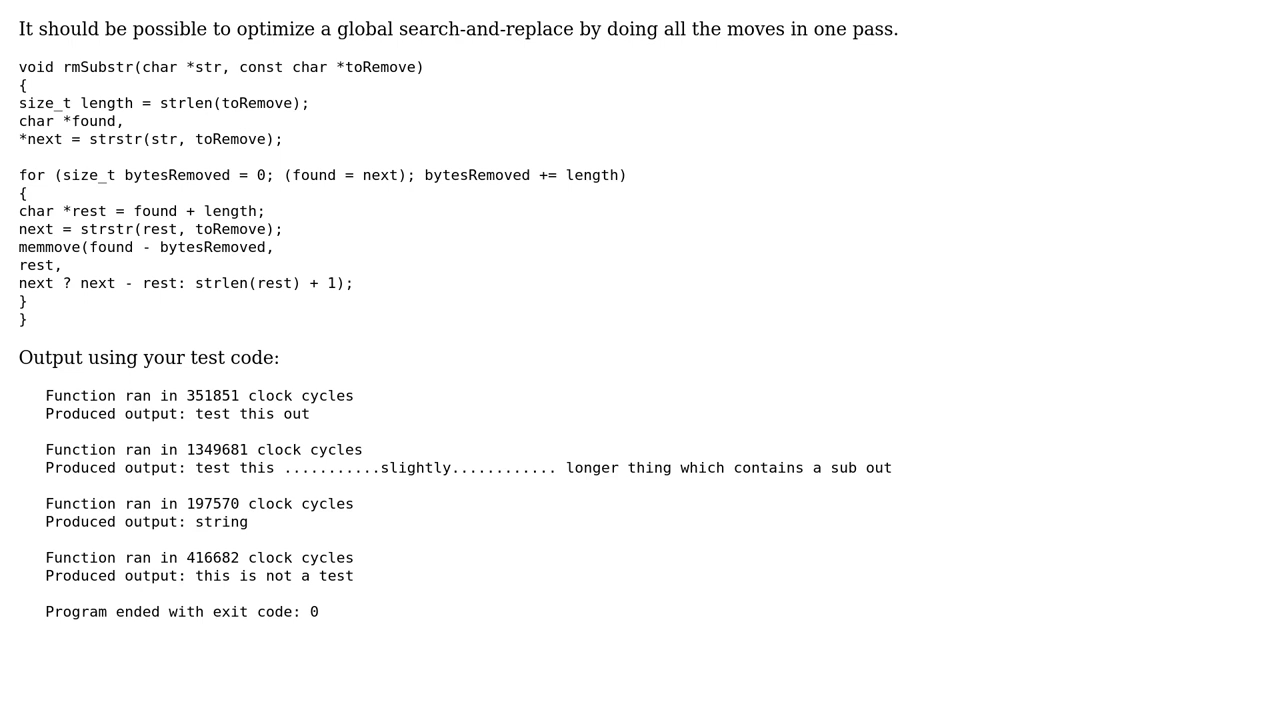 It should be possible to optimize a global search-and-replace by doing all the moves in one pass.
void rmSubstr(char *str, const char *toRemove)
{
size_t length = strlen(toRemove);
char *found,
*next = strstr(str, toRemove);
for (size_t bytesRemoved = 0; (found = next); bytesRemoved += length)
{
char *rest = found + length;
next = strstr(rest, toRemove);
memmove(found - bytesRemoved,
rest,
next ? next - rest: strlen(rest) + 1);
}
}
Output using your test code:
Function ran in 351851 clock cycles
Produced output: test this out
Function ran in 1349681 clock cycles
Produced output: test this ...........slightly............ longer thing which contains a sub out
Function ran in 197570 clock cycles
Produced output: string
Function ran in 416682 clock cycles
Produced output: this is not a test
Program ended with exit code: 0